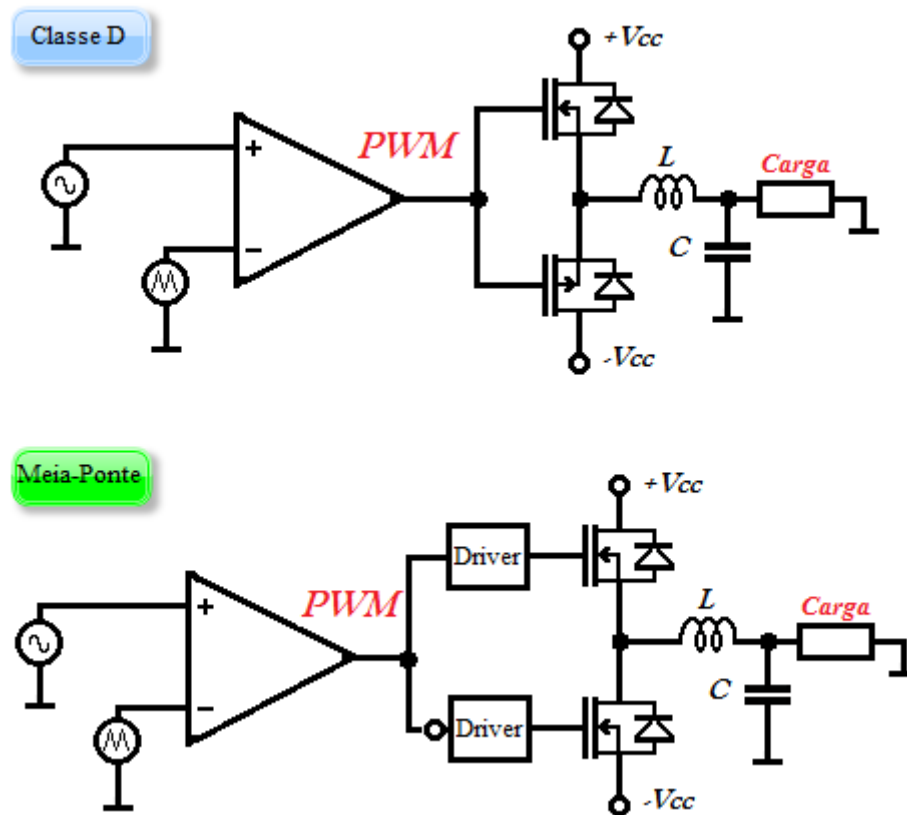 Classe D
+Vcc
PWM
L
Carga
+
-
C
-Vcc
Meia-Ponte
+Vcc
Driver
PWM
L
Carga
+
-
C
Driver
-Vcc